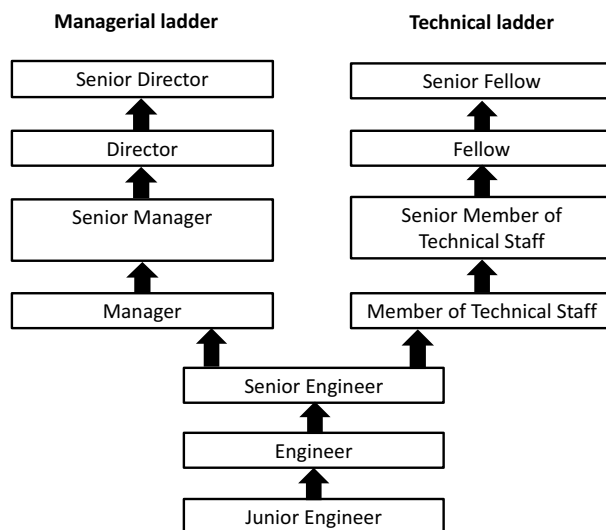 Managerial ladder
Technical ladder
Senior Director
Senior Fellow
Director
Fellow
Senior Manager
Senior Member of
Technical Staff
Manager
Member of Technical Staff
Senior Engineer
Engineer
Junior Engineer